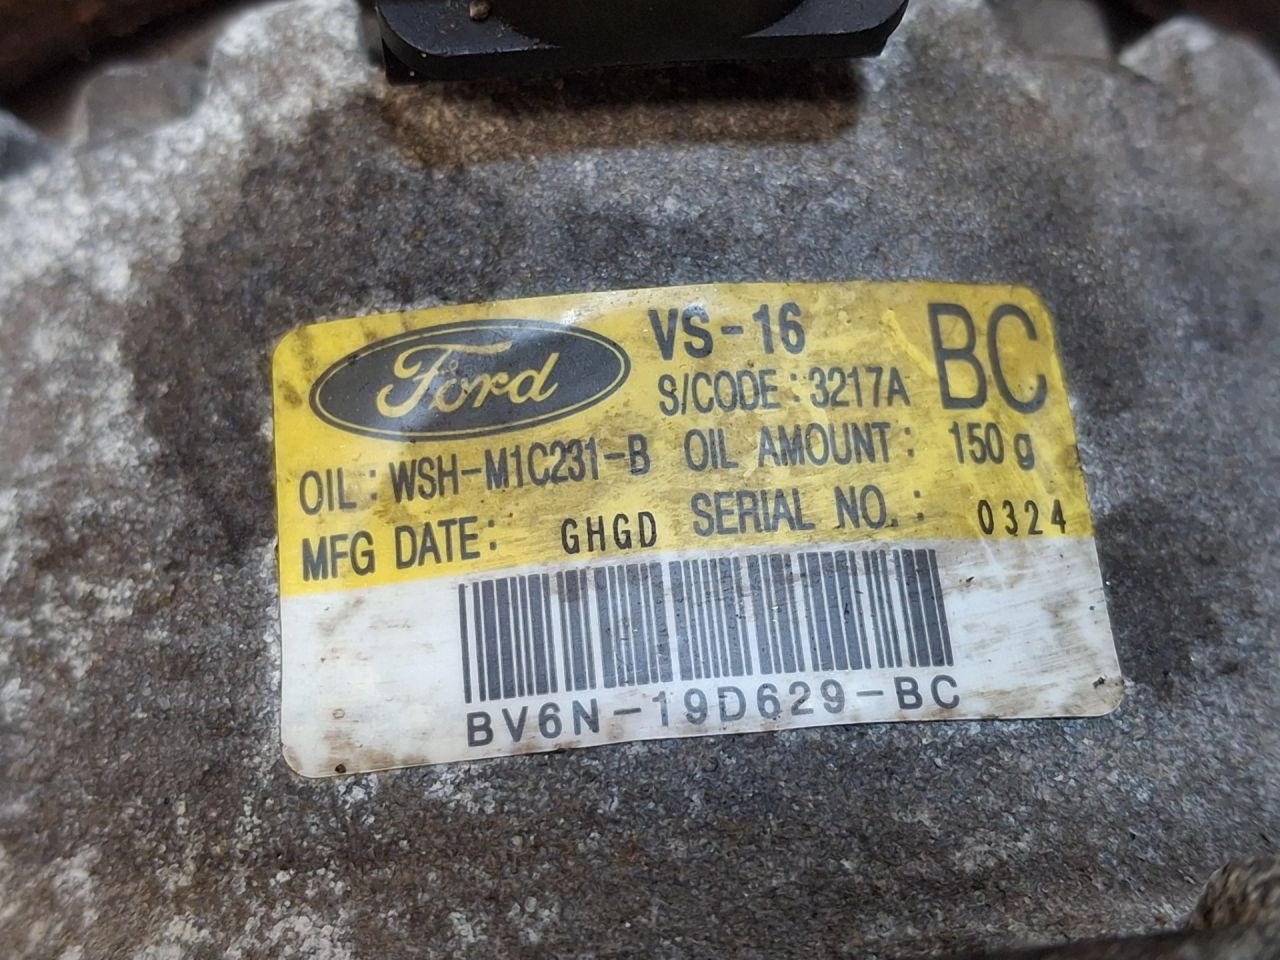 Ford VS-16 BC
S/CODE : 3217A
OIL : WSH-M1C231-B OIL AMOUNT : 150g
MFG DATE : GHGD SERIAL NO. : 0324
BV6N-19D629-BC